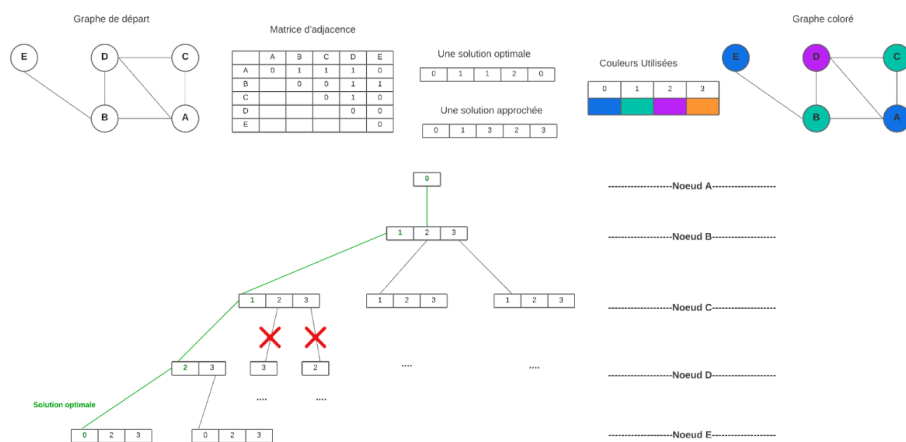 Graphe de départ
E
D
C
B
A
Matrice d'adjacence
A B C D E
A 0 1 1 1 0
B 0 0 1 1
C 0 1 0
D 0 0
E 0
Une solution optimale
0 1 1 2 0
Une solution approchée
0 1 3 2 3
Couleurs Utilisées
0 1 2 3
Graphe coloré
E
D
C
B
A
0
--------------------Noeud A--------------------
1 2 3
--------------------Noeud B--------------------
1 2 3
1 2 3
1 2 3
--------------------Noeud C--------------------
2 3
3
2
....
....
--------------------Noeud D--------------------
....
....
Solution optimale
0 2 3
0 2 3
--------------------Noeud E--------------------